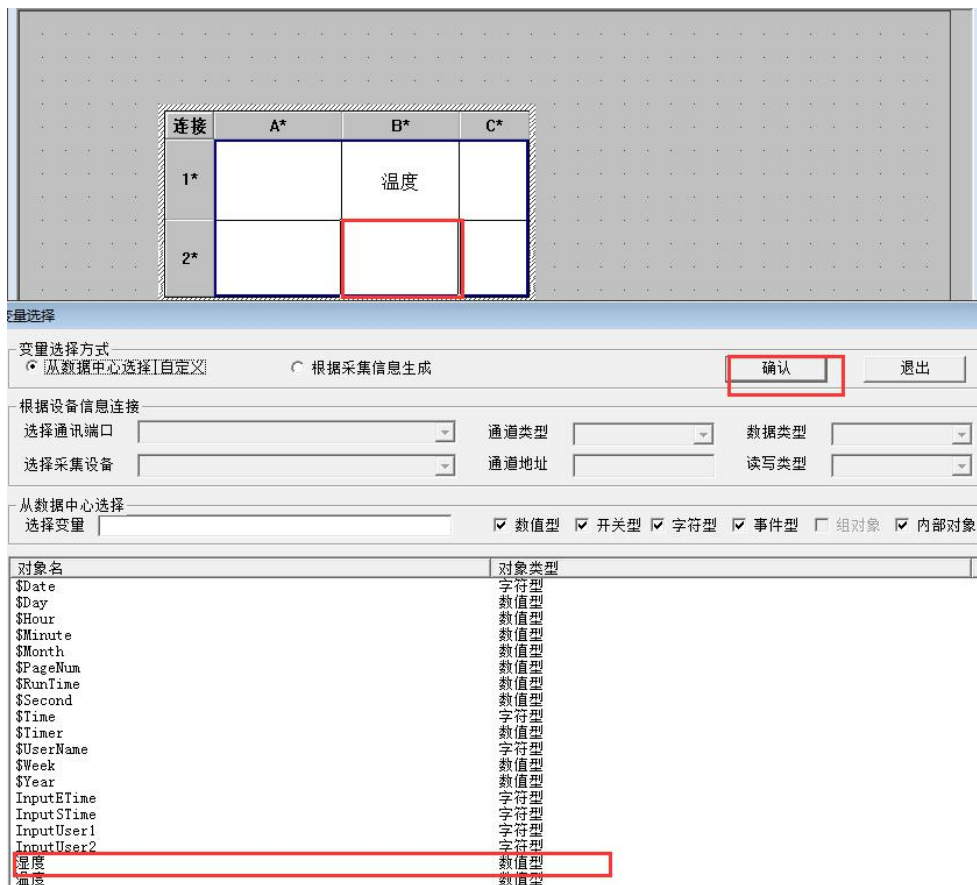 连接 A* B* C*
1* 温度
2*
变量选择
变量选择方式
从数据中心选择|自定义 根据采集信息生成 确认 退出
根据设备信息连接
选择通讯端口 通道类型 数据类型
选择采集设备 通道地址 读写类型
从数据中心选择
选择变量 数值型 开关型 字符型 事件型 组对象 内部对象
对象名 对象类型
$Date 字符型
$Day 数值型
$Hour 数值型
$Minute 数值型
$Month 数值型
$PageNum 数值型
$RunTime 数值型
$Second 数值型
$Time 字符型
$Timer 数值型
$UserName 字符型
$Week 数值型
$Year 数值型
InputETime 字符型
InputSTime 字符型
InputUser1 字符型
InputUser2 字符型
湿度 数值型
温度 数值型